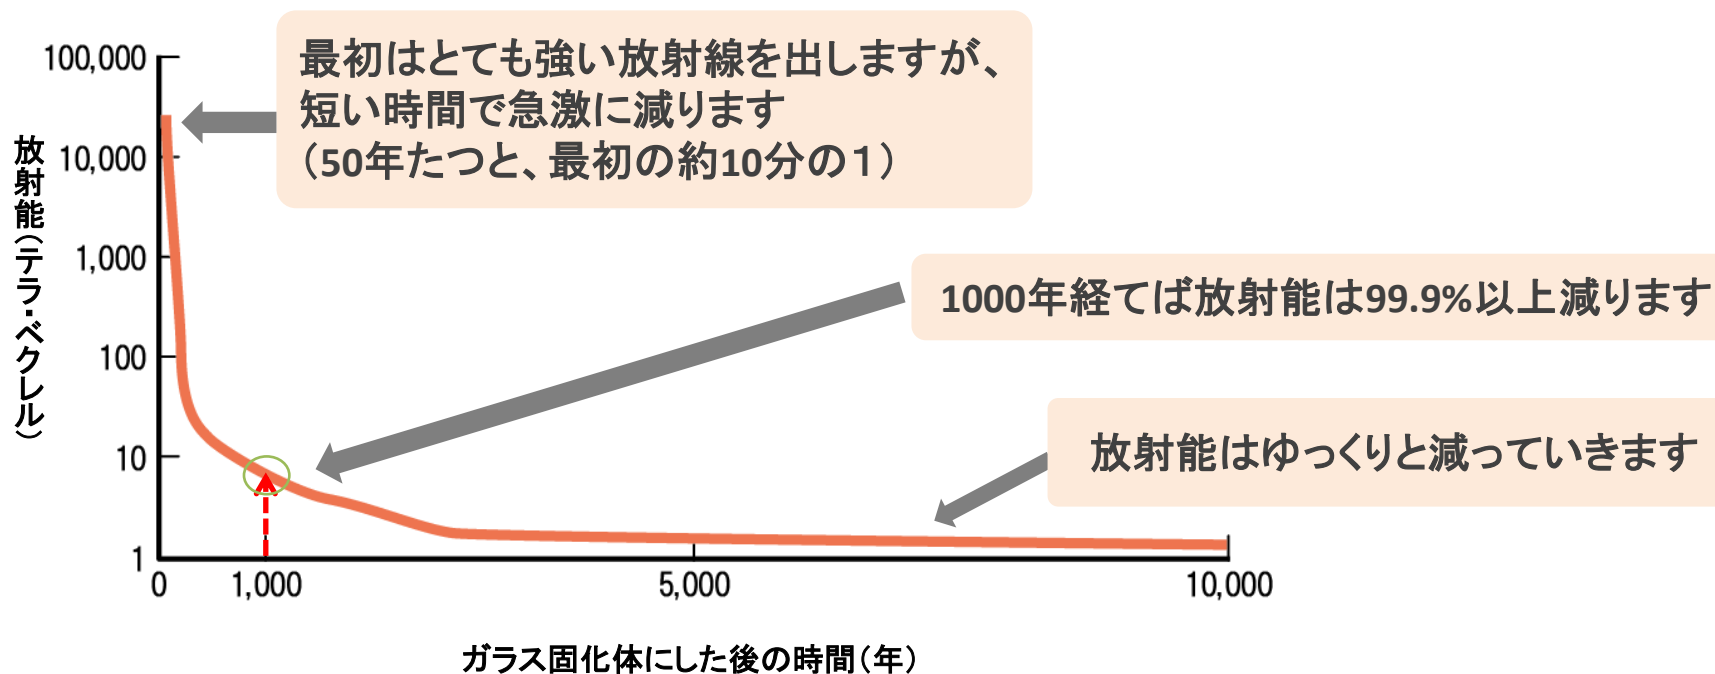 最初はとても強い放射線を出しますが、
短い時間で急激に減ります
（50年たつと、最初の約10分の１）
1000年経てば放射能は99.9%以上減ります
放射能はゆっくりと減っていきます
放射能（テラ・ベクレル）
100,000
10,000
1,000
100
10
1
0 1,000 5,000 10,000
ガラス固化体にした後の時間（年）